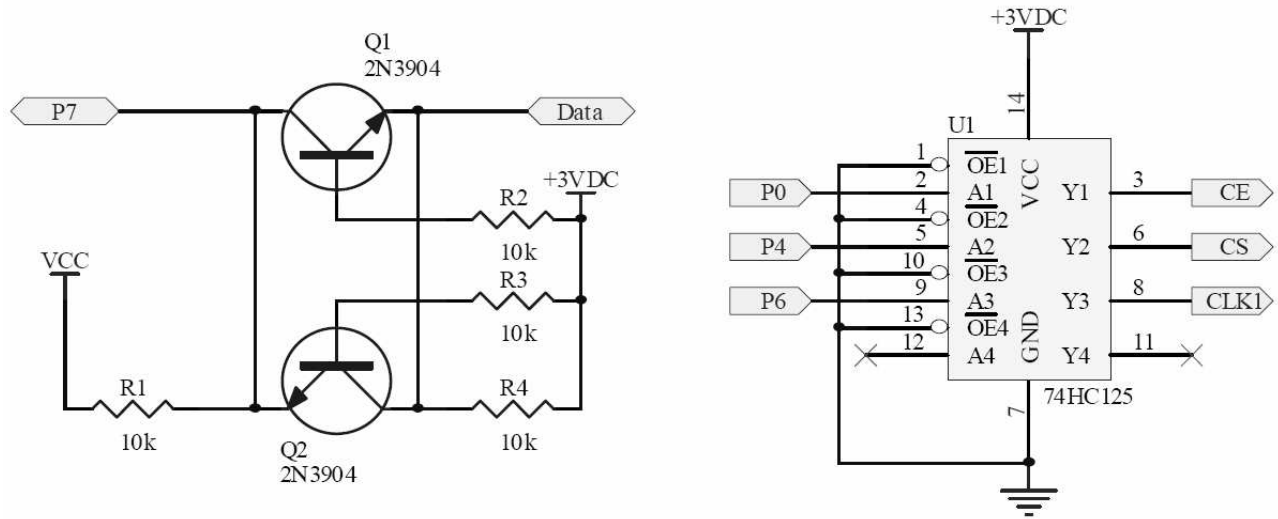 Q1
2N3904
P7
Data
+3VDC
R2
10k
VCC
R3
10k
R1
10k
R4
10k
Q2
2N3904
+3VDC
14
U1
1
OE1
VCC
P0
2
A1
Y1
3
CE
4
OE2
P4
5
A2
Y2
6
CS
10
OE3
P6
9
A3
Y3
8
CLK1
13
OE4
GND
12
A4
Y4
11
7
74HC125